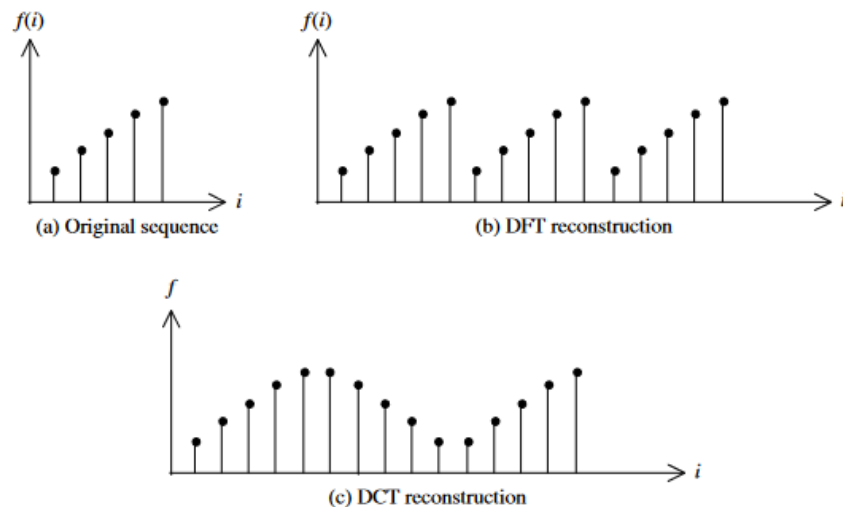 f(i)
i
(a) Original sequence
f(i)
i
(b) DFT reconstruction
f
i
(c) DCT reconstruction